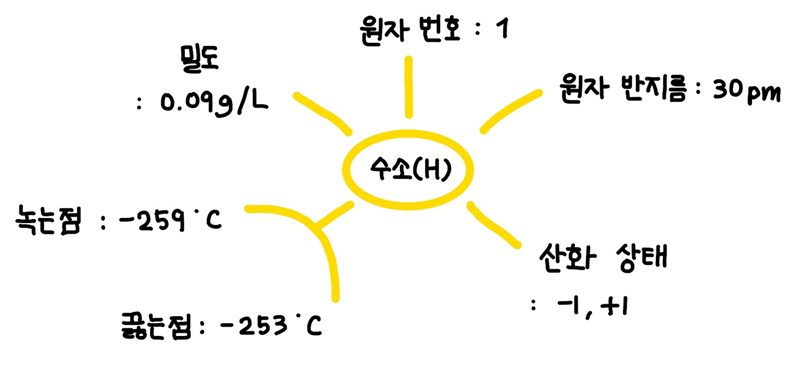 원자 번호 : 1
밀도
: 0.09g/L
원자 반지름 : 30pm
수소(H)
녹는점 : -259°C
끓는점 : -253°C
산화 상태
: -1, +1